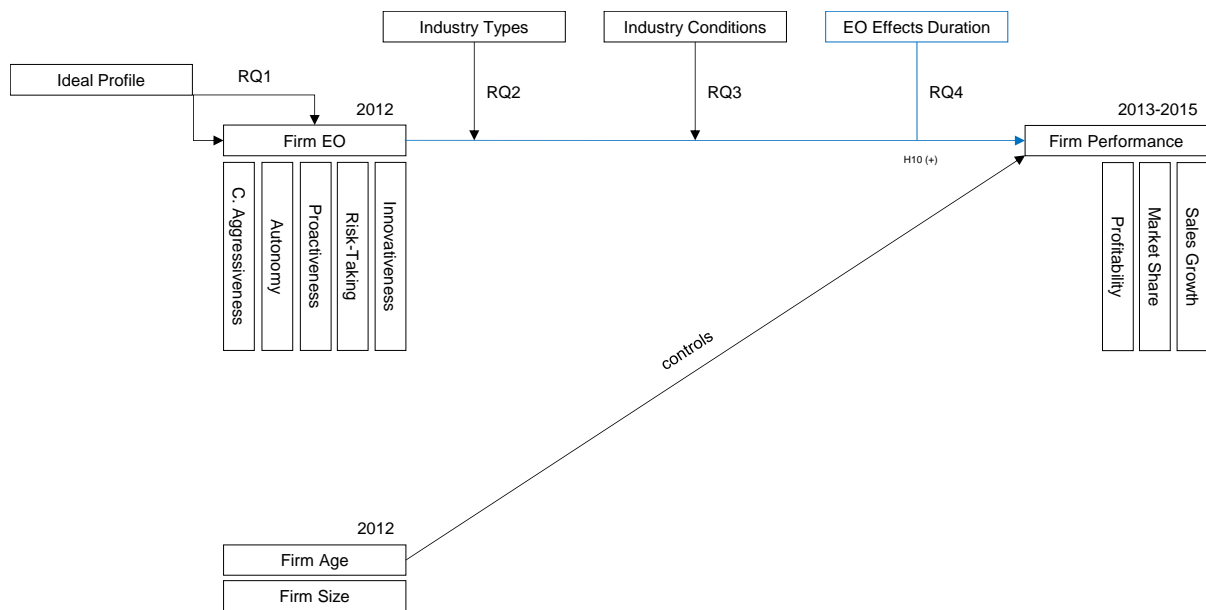 Industry Types
Industry Conditions
EO Effects Duration
Ideal Profile
RQ1
RQ2
RQ3
RQ4
2012
2013-2015
Firm EO
Firm Performance
H10 (+)
C. Aggressiveness
Autonomy
Proactiveness
Risk-Taking
Innovativeness
Profitability
Market Share
Sales Growth
controls
2012
Firm Age
Firm Size